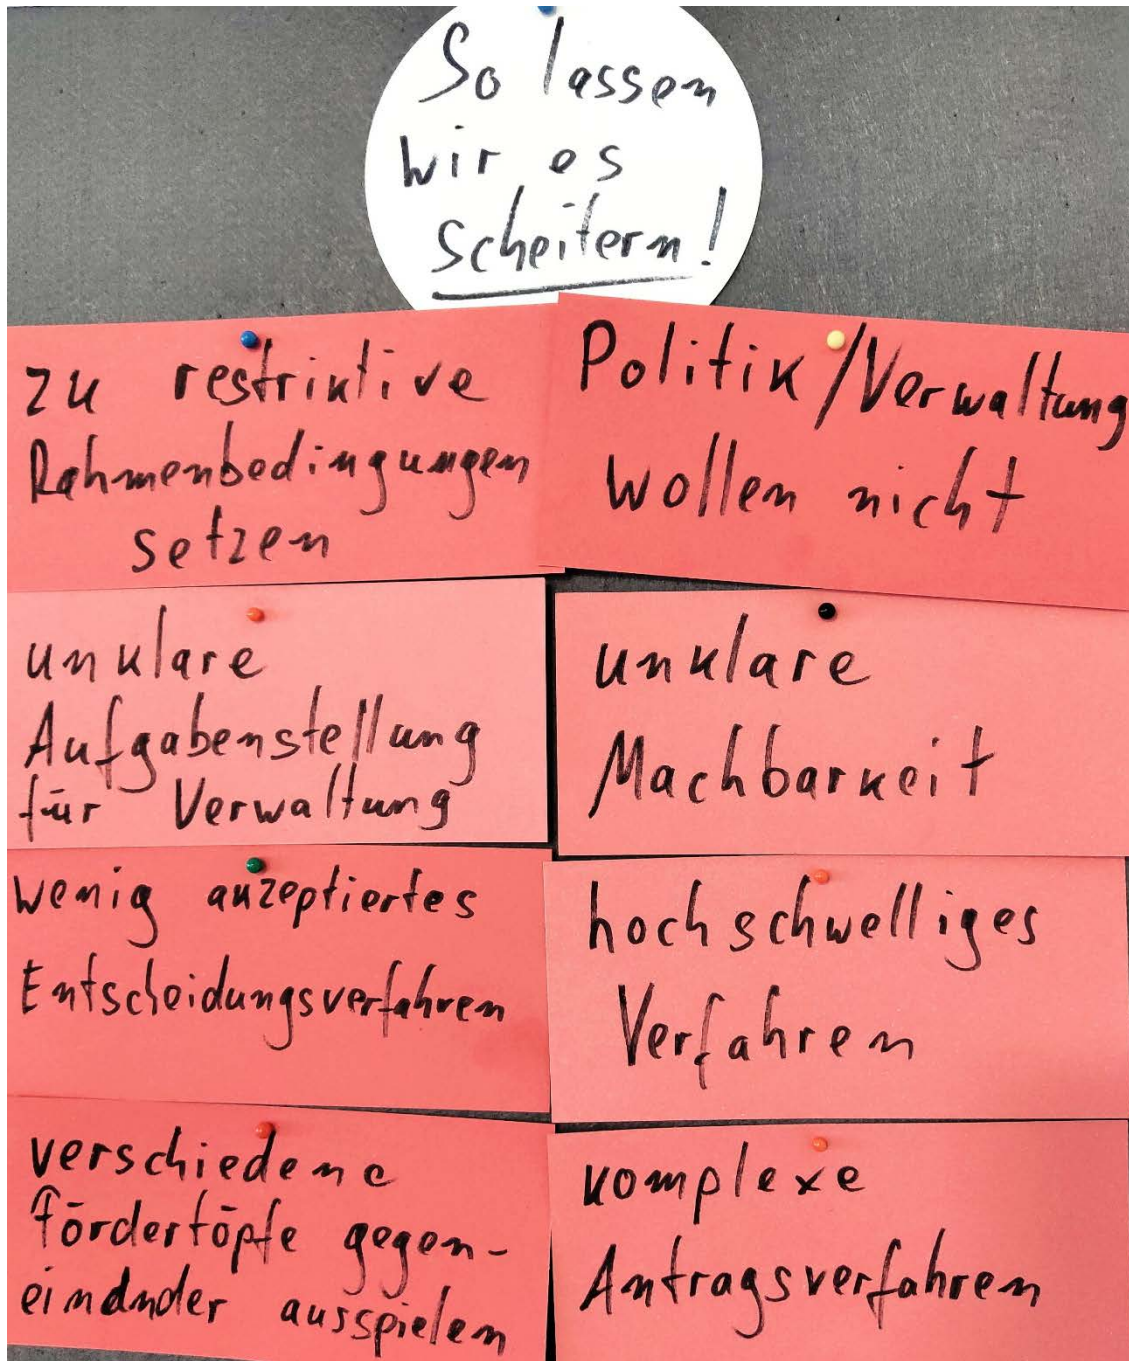 So lassen
wir es
scheitern!
zu restriktive
Rahmenbedingungen
setzen
Politik/Verwaltung
wollen nicht
unklare
Aufgabenstellung
für Verwaltung
unklare
Machbarkeit
wenig akzeptiertes
Entscheidungsverfahren
hochschwelliges
Verfahren
verschiedene
Fördertöpfe gegen-
einander ausspielen
komplexe
Antragsverfahren